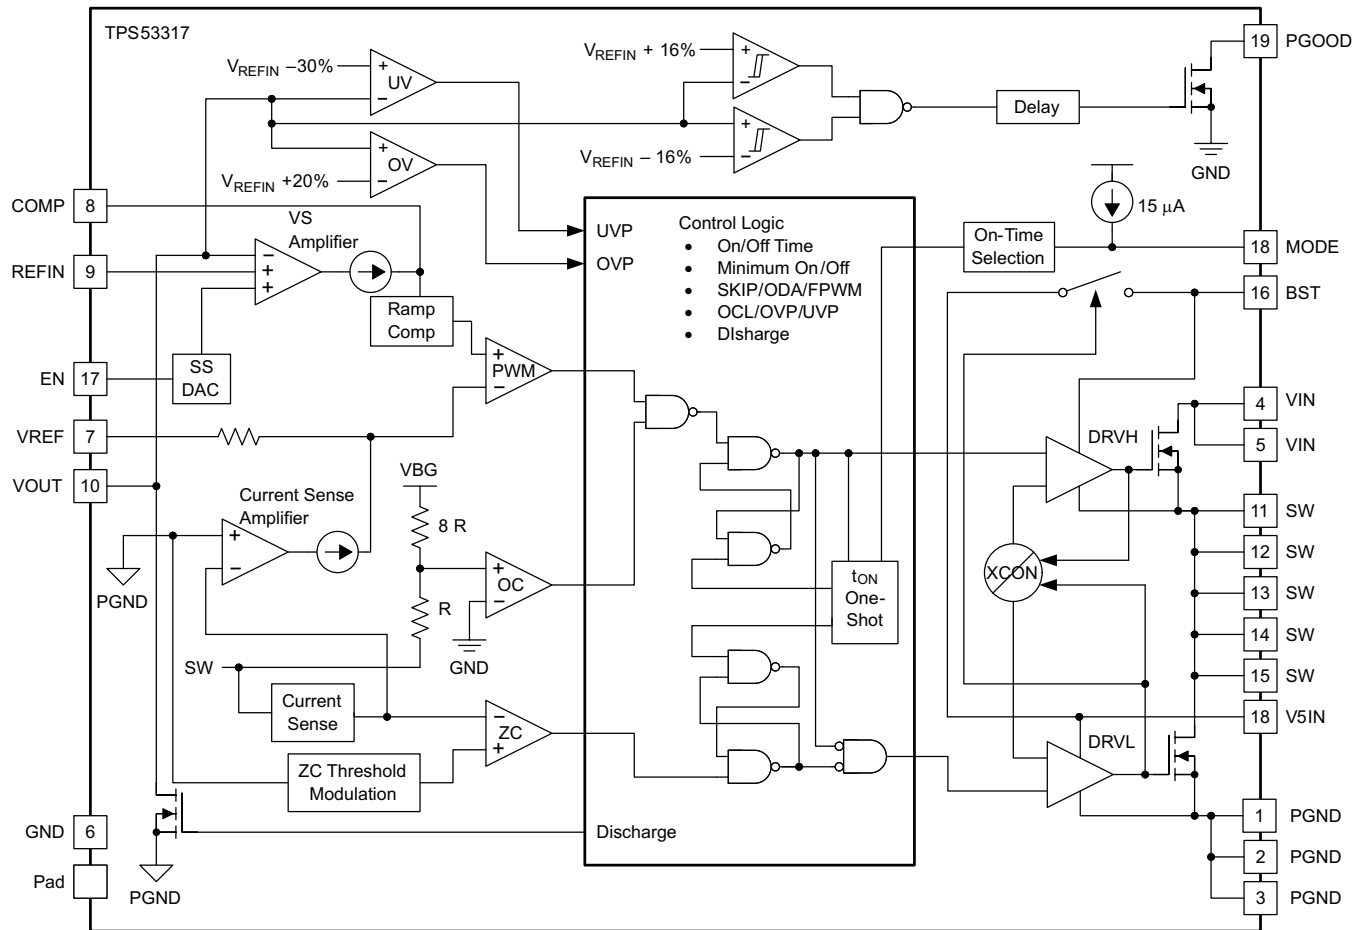 TPS53317
19 PGOOD
VREFIN + 16%
VREFIN –30%
+
–
UV
+
–
Delay
+
–
OV
+
–
VREFIN – 16%
GND
VREFIN +20%
COMP 8
VS
Amplifier
15 μA
UVP
Control Logic
• On/Off Time
• Minimum On/Off
• SKIP/ODA/FPWM
• OCL/OVP/UVP
• DIsharge
On-Time
Selection
18 MODE
OVP
REFIN 9
–
+
+
16 BST
Ramp
Comp
SS
DAC
+
–
PWM
EN 17
4 VIN
VREF 7
DRVH
5 VIN
VBG
VOUT 10
Current Sense
Amplifier
8 R
11 SW
+
–
12 SW
XCON
+
–
OC
tON
One-
Shot
13 SW
PGND
R
14 SW
GND
SW
15 SW
Current
Sense
18 V5IN
–
+
ZC
DRVL
ZC Threshold
Modulation
1 PGND
GND 6
Discharge
2 PGND
Pad
PGND
3 PGND